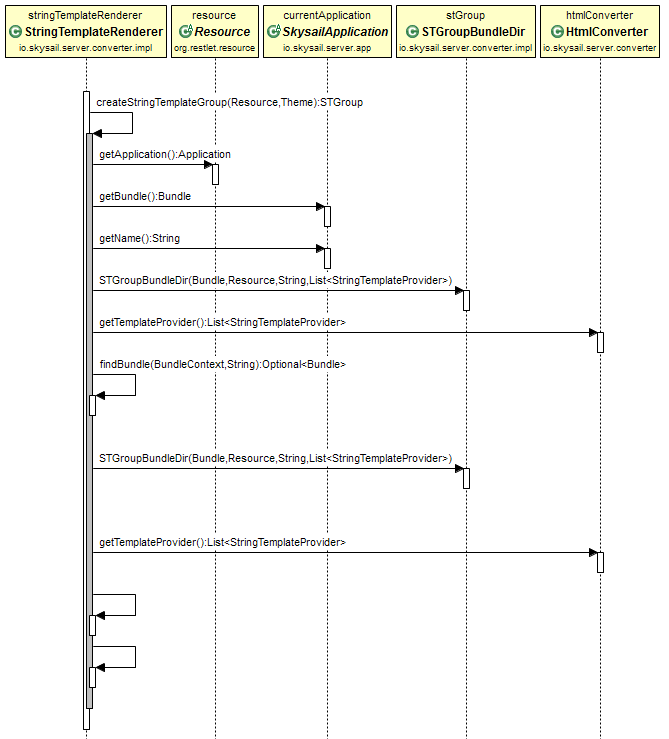 stringTemplateRenderer
StringTemplateRenderer
io.skysail.server.converter.impl
resource
Resource
org.restlet.resource
currentApplication
SkysailApplication
io.skysail.server.app
stGroup
STGroupBundleDir
io.skysail.server.converter.impl
htmlConverter
HtmlConverter
io.skysail.server.converter
createStringTemplateGroup(Resource,Theme):STGroup
getApplication():Application
getBundle():Bundle
getName():String
STGroupBundleDir(Bundle,Resource,String,List<StringTemplateProvider>)
getTemplateProvider():List<StringTemplateProvider>
findBundle(BundleContext,String):Optional<Bundle>
STGroupBundleDir(Bundle,Resource,String,List<StringTemplateProvider>)
getTemplateProvider():List<StringTemplateProvider>